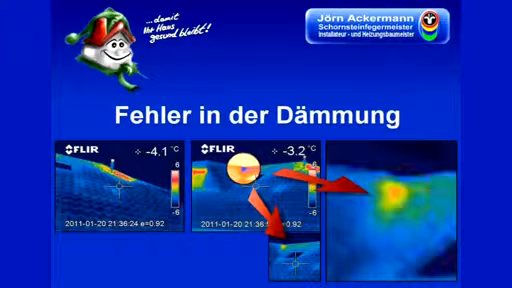 ...damit
Ihr Haus
gesund bleibt!
Jörn Ackermann
Schornsteinfegermeister
Installateur - und Heizungsbaumeister
Fehler in der Dämmung
FLIR
-4.1 °C
6
-6
2011-01-20 21:36:24 e=0.92
FLIR
-3.2 °C
6
-6
2011-01-20 21:36:58 e=0.92